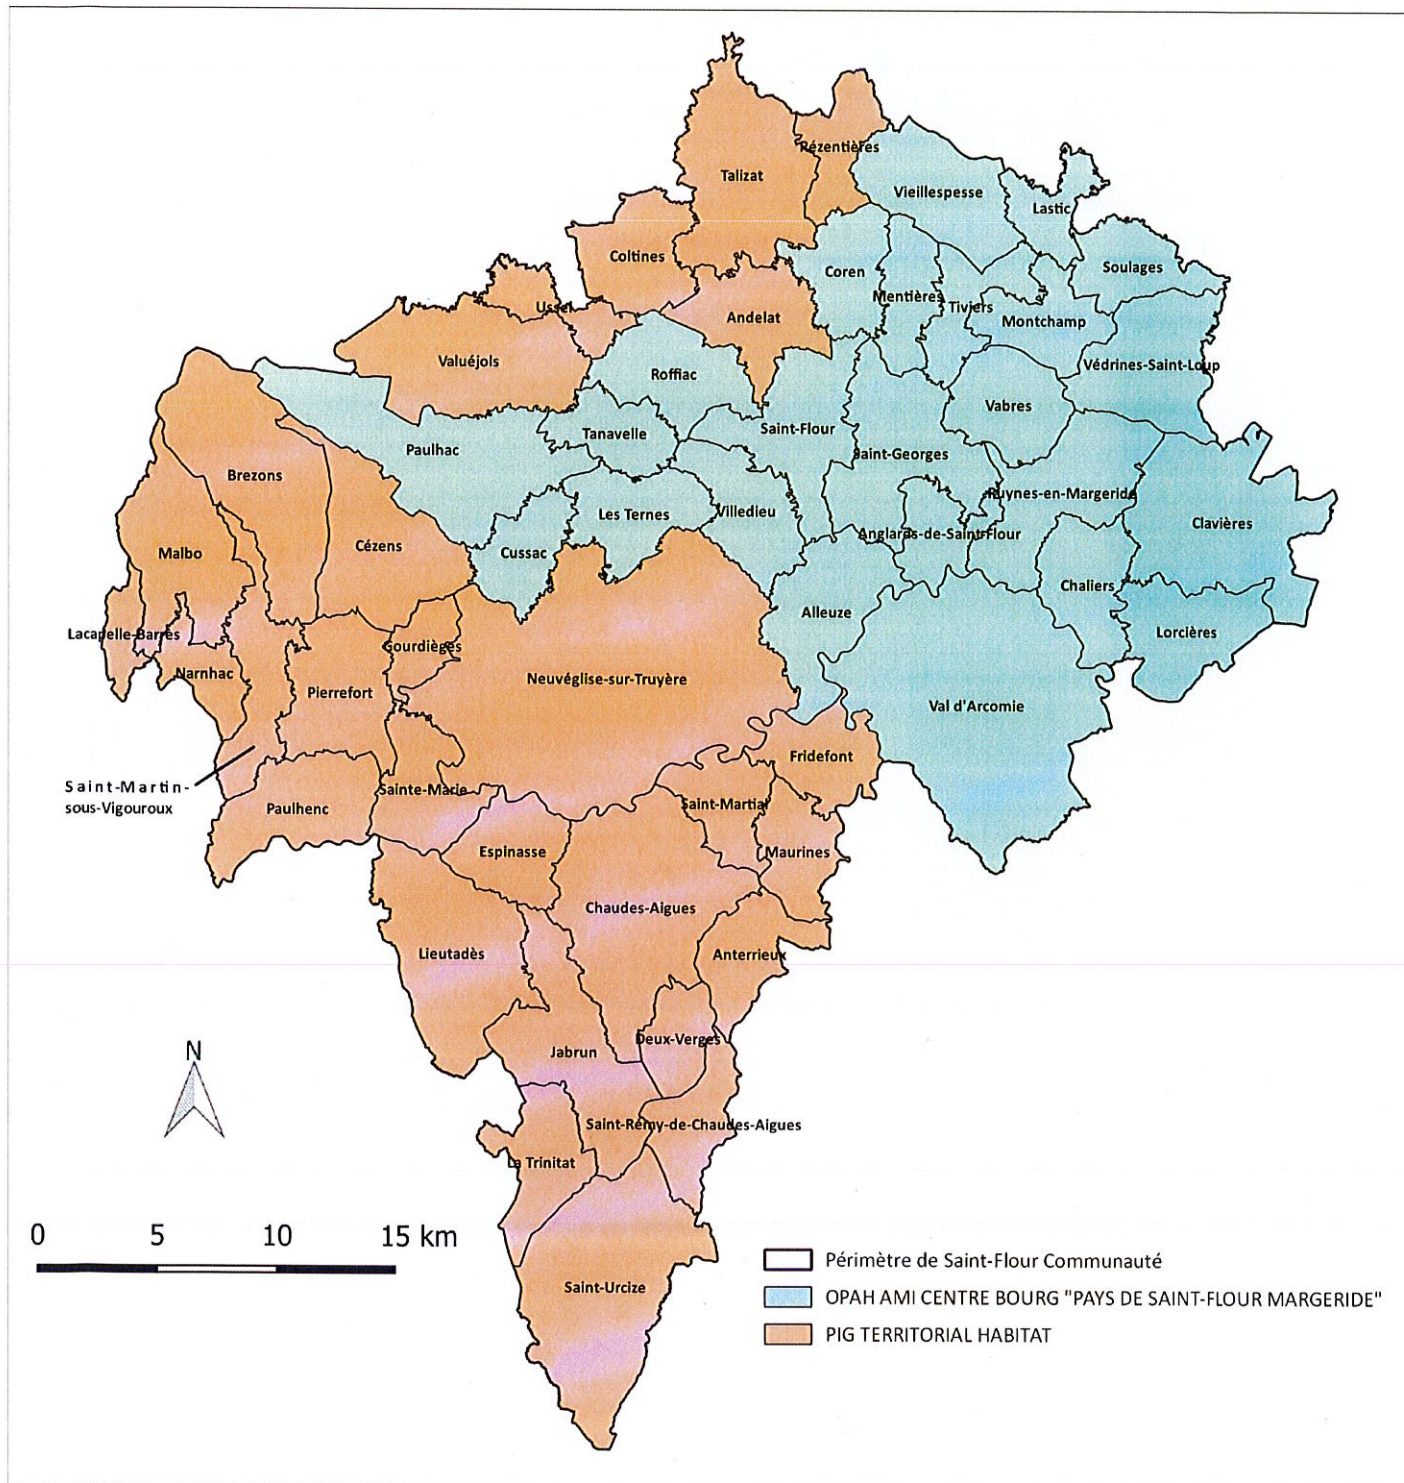 Talizat
Rézentières
Vieillespesse
Lastic
Coltines
Coren
Soulages
Mentières
Ussel
Tiviers
Andelat
Montchamp
Valuéjols
Roffiac
Védrines-Saint-Loup
Vabres
Saint-Flour
Tanavelle
Paulhac
Saint-Georges
Brezons
Ruynes-en-Margeride
Les Ternes
Villedieu
Clavières
Anglards-de-Saint-Flour
Cézens
Cussac
Malbo
Chaliers
Alleuze
Lorcières
Lacapelle-Barrès
Gourdièges
Narnhac
Neuvéglise-sur-Truyère
Pierrefort
Val d'Arcomie
Fridefont
Saint-Martin-
sous-Vigouroux
Sainte-Marie
Saint-Martial
Paulhenc
Espinasse
Maurines
Chaudes-Aigues
Lieutadès
Anterrieux
Deux-Verges
Jabrun
N
Saint-Rémy-de-Chaudes-Aigues
La Trinitat
0 5 10 15 km
Saint-Urcize
Périmètre de Saint-Flour Communauté
OPAH AMI CENTRE BOURG "PAYS DE SAINT-FLOUR MARGERIDE"
PIG TERRITORIAL HABITAT